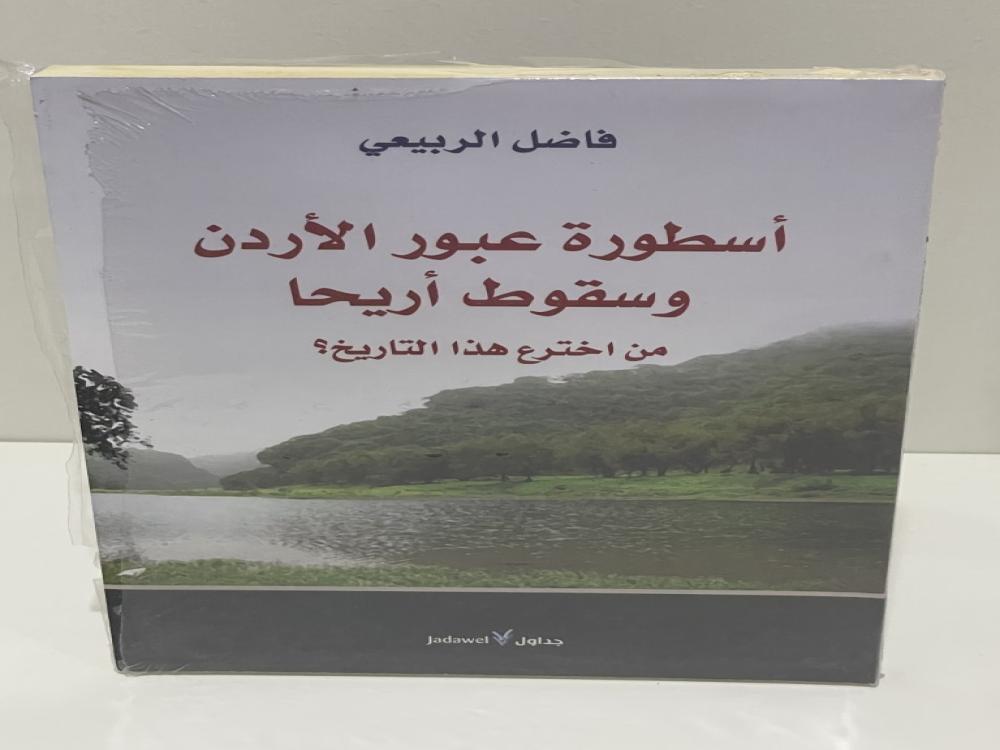 فاضل الربيعي
أسطورة عبور الأردن
وسقوط أريحا
من اخترع هذا التاريخ؟
جداول Jadawel